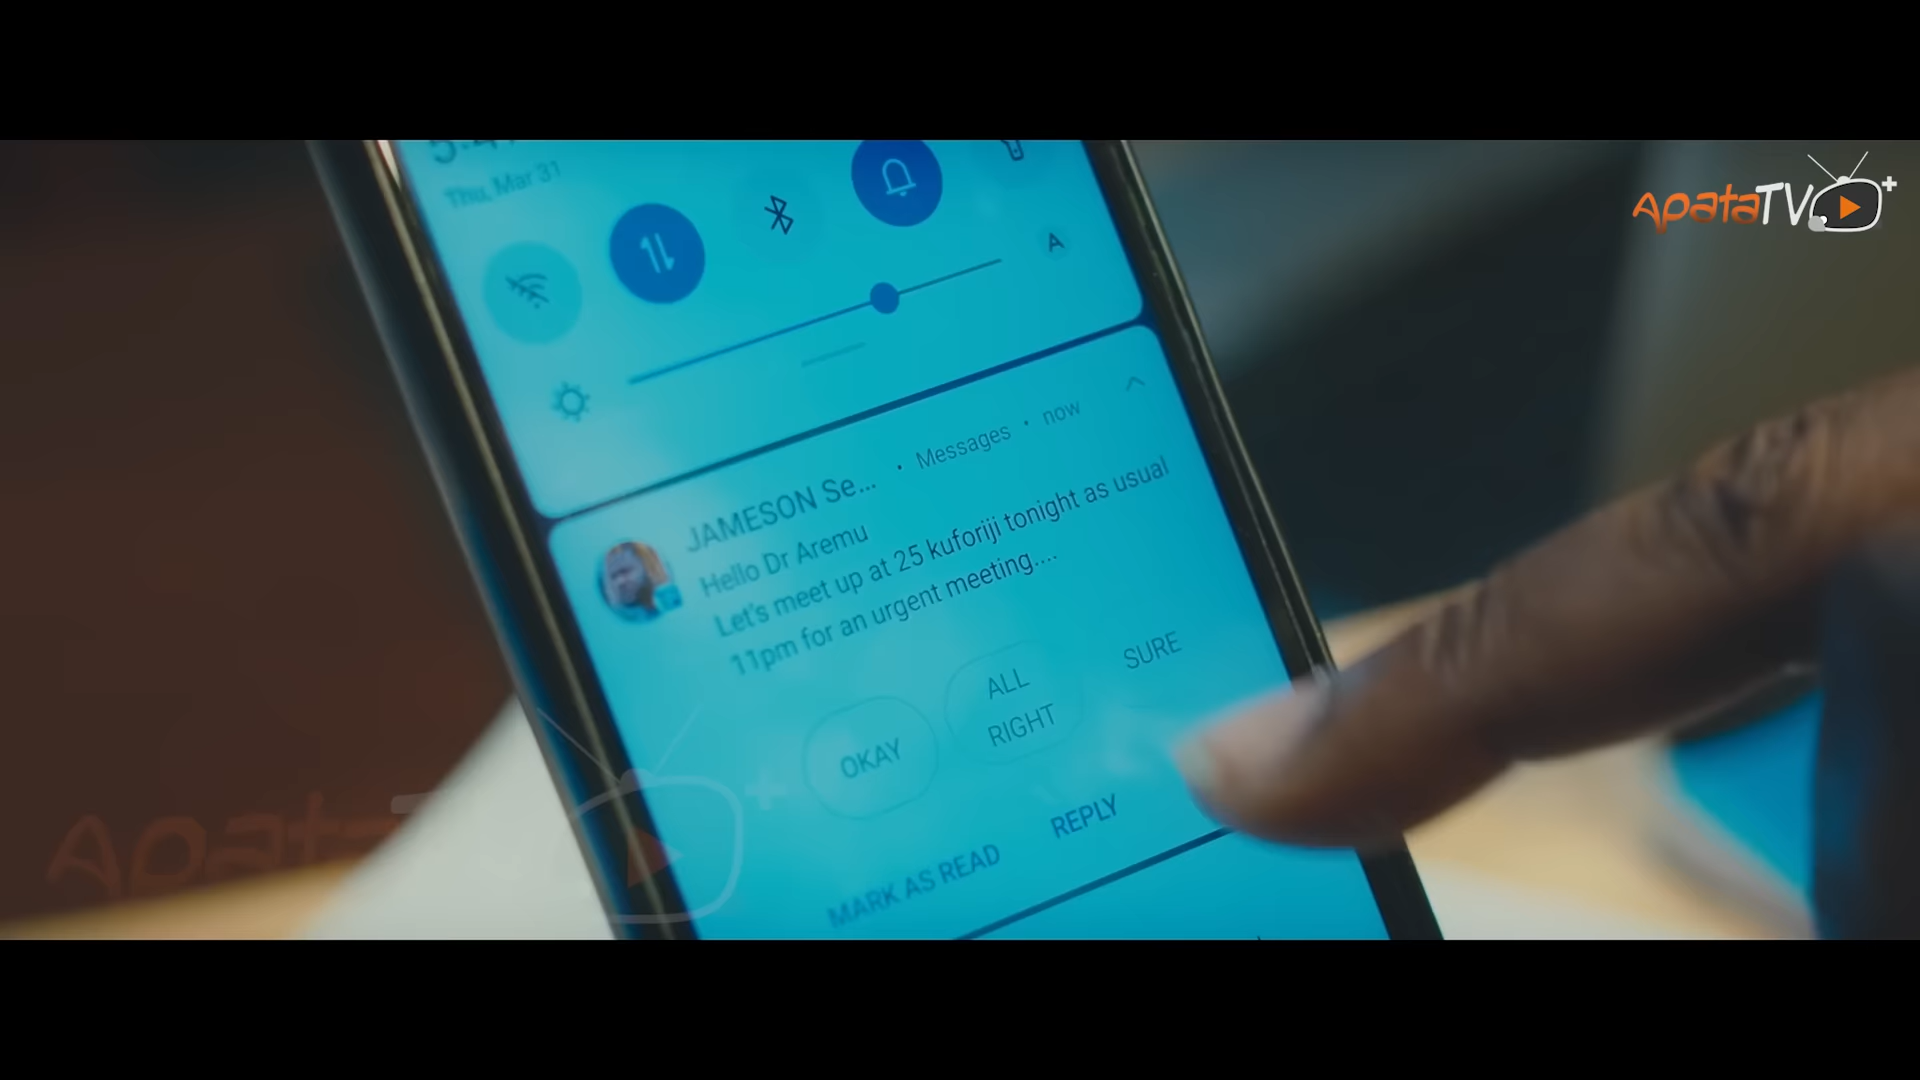 ApataTV+
Thu, Mar 31
A
JAMESON Se... • Messages • now
Hello Dr Aremu
Let's meet up at 25 kuforiji tonight as usual
11pm for an urgent meeting....
OKAY
ALL
RIGHT
SURE
MARK AS READ
REPLY
Apata